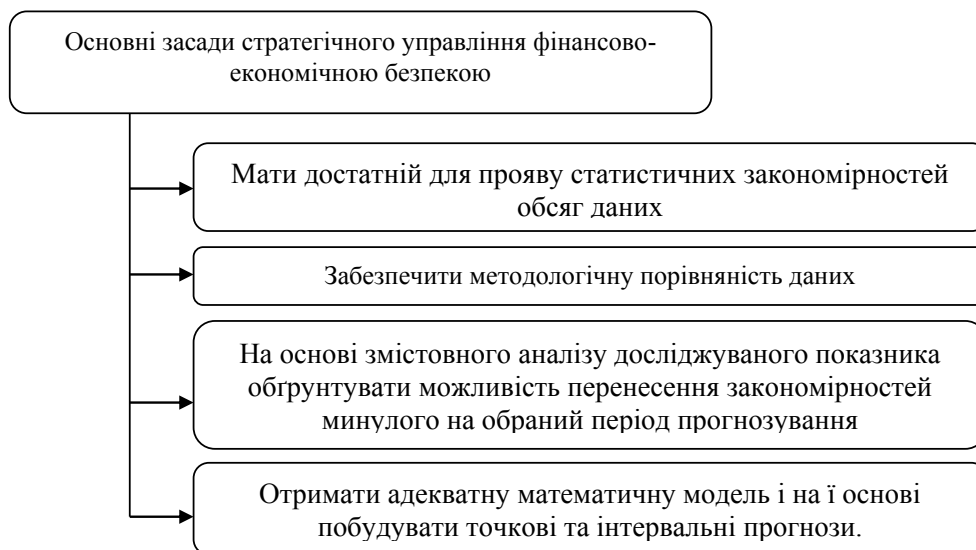 Основні засади стратегічного управління фінансово-
економічною безпекою
Мати достатній для прояву статистичних закономірностей
обсяг даних
Забезпечити методологічну порівняність даних
На основі змістовного аналізу досліджуваного показника
обґрунтувати можливість перенесення закономірностей
минулого на обраний період прогнозування
Отримати адекватну математичну модель і на ї основі
побудувати точкові та інтервальні прогнози.